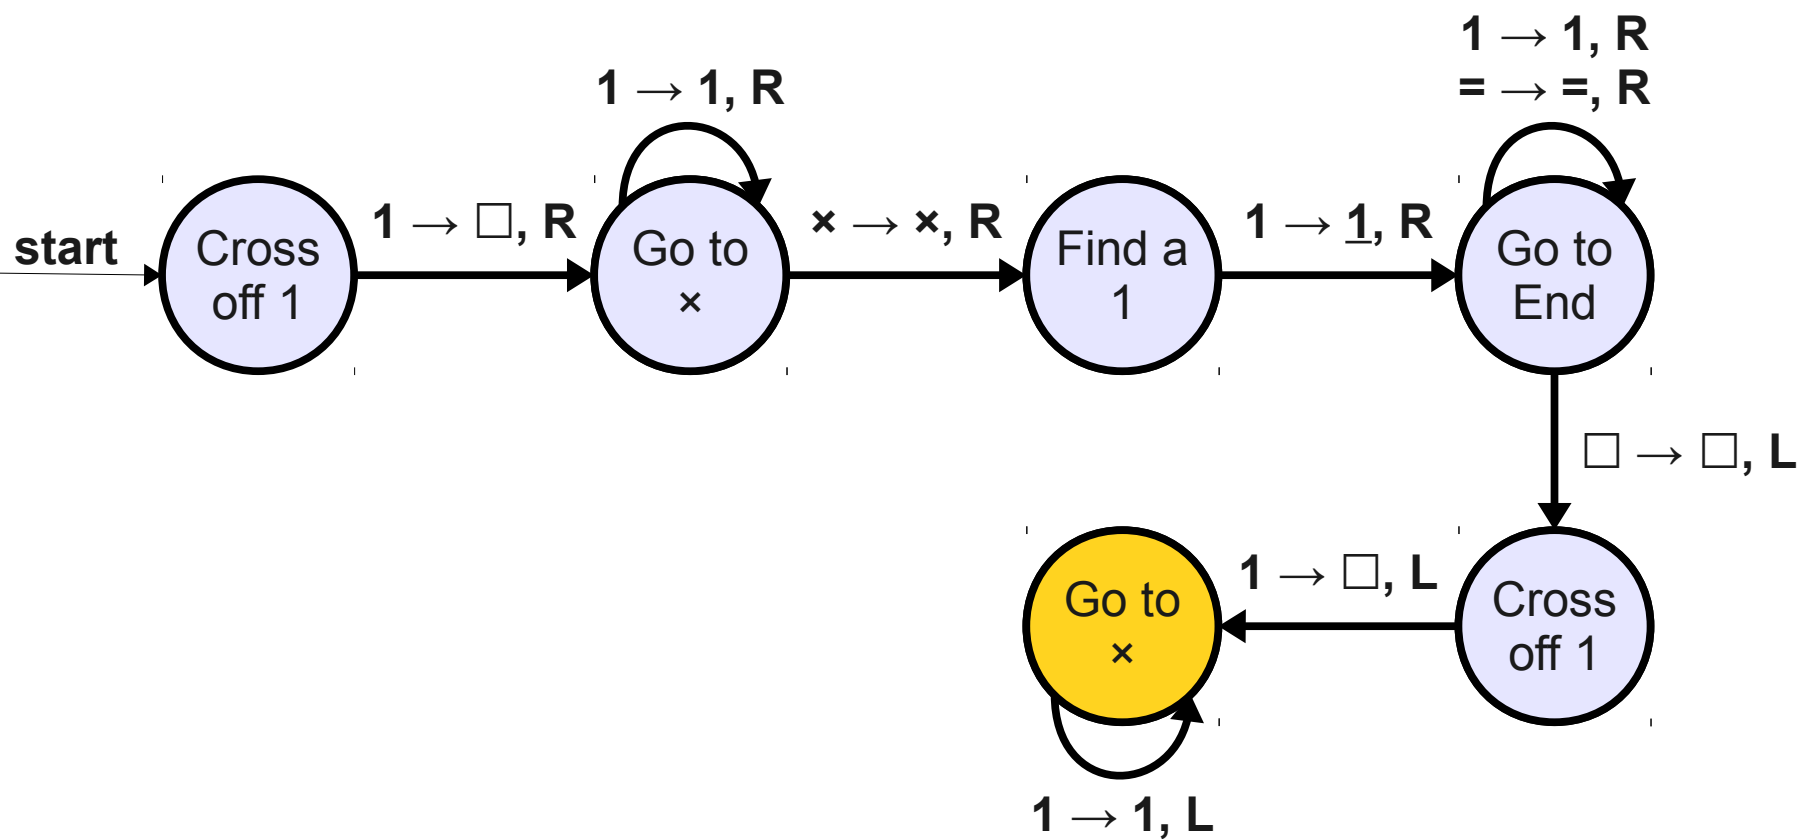 1 → 1, R
= → =, R
1 → 1, R
start
Cross
off 1
1 → □, R
Go to
×
× → ×, R
Find a
1
1 → 1, R
Go to
End
□ → □, L
Go to
×
1 → □, L
Cross
off 1
1 → 1, L